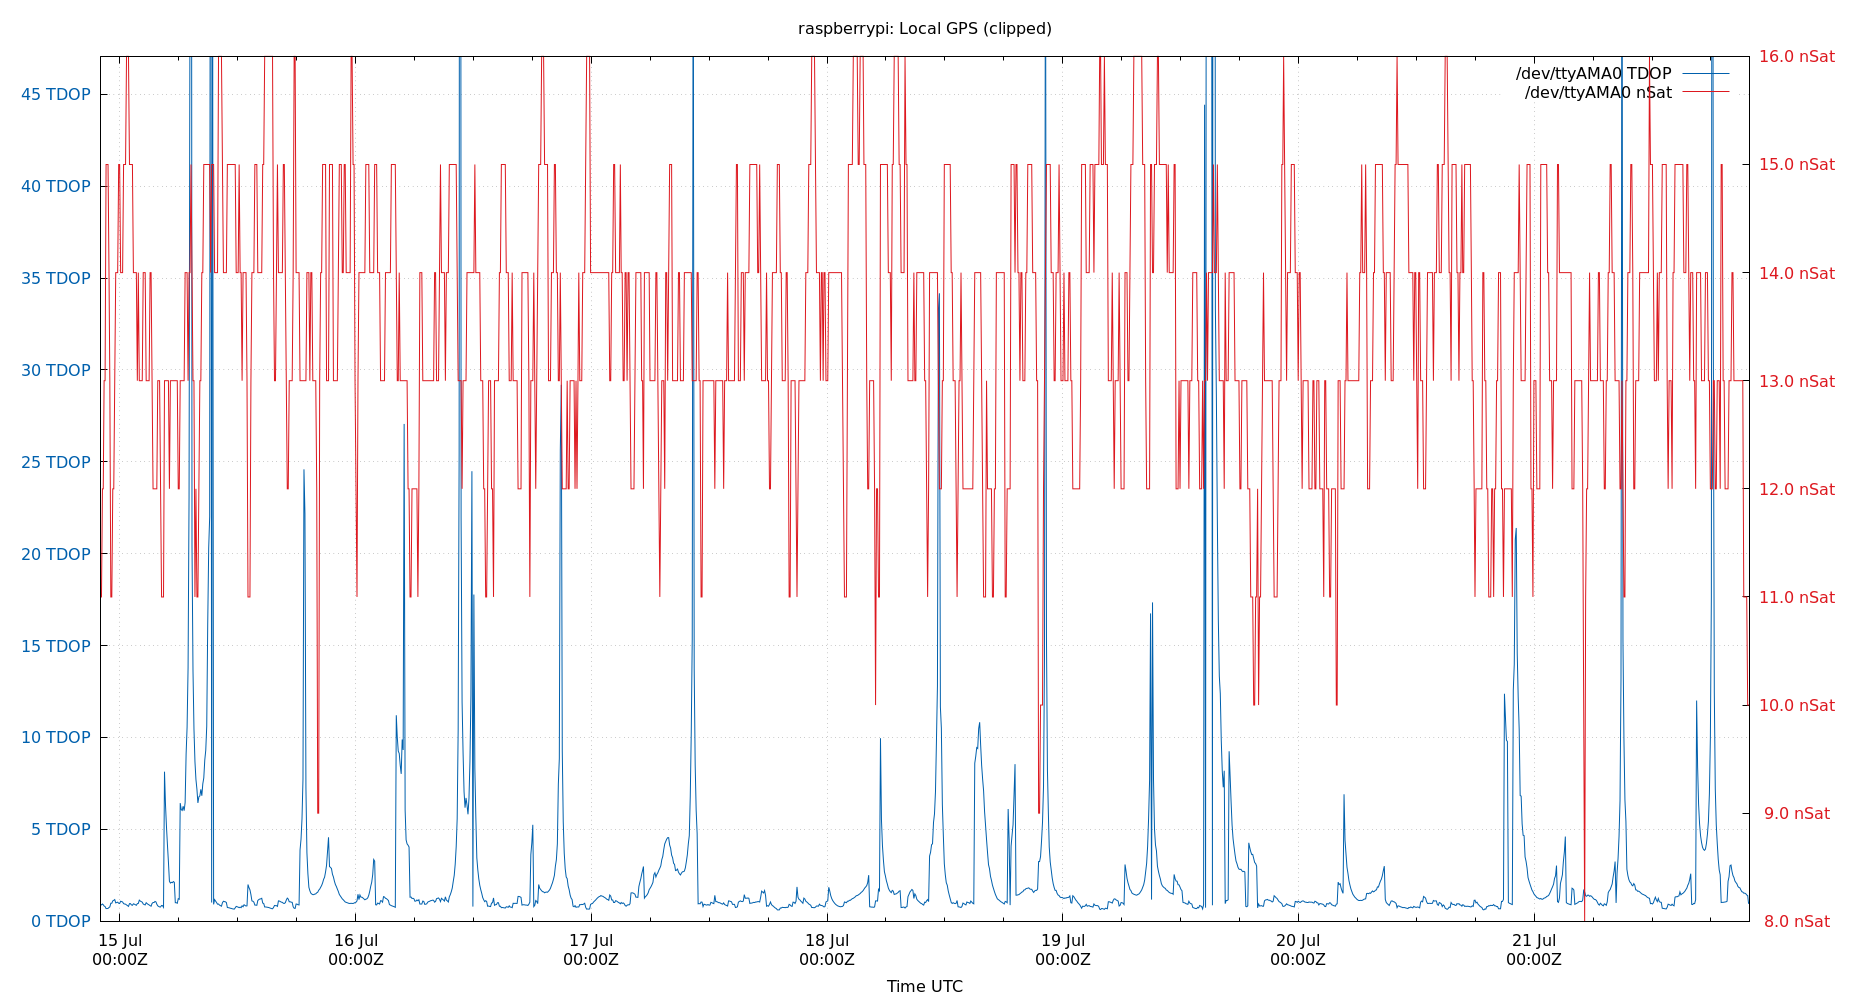 raspberrypi: Local GPS (clipped)
/dev/ttyAMA0 TDOP
/dev/ttyAMA0 nSat
45 TDOP
40 TDOP
35 TDOP
30 TDOP
25 TDOP
20 TDOP
15 TDOP
10 TDOP
5 TDOP
0 TDOP
16.0 nSat
15.0 nSat
14.0 nSat
13.0 nSat
12.0 nSat
11.0 nSat
10.0 nSat
9.0 nSat
8.0 nSat
15 Jul 16 Jul 17 Jul 18 Jul 19 Jul 20 Jul 21 Jul
00:00Z 00:00Z 00:00Z 00:00Z 00:00Z 00:00Z 00:00Z
Time UTC